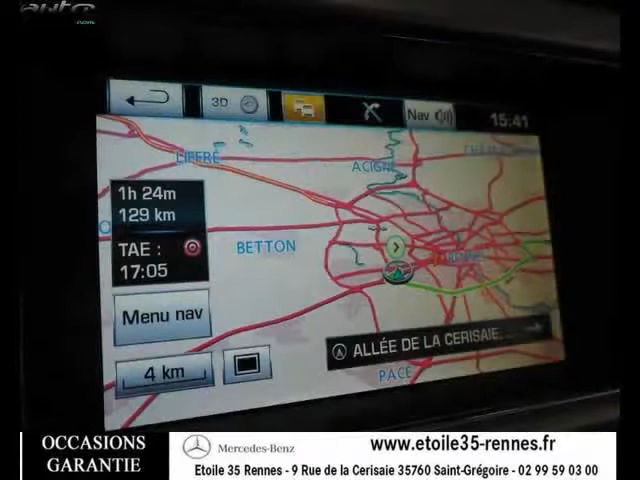 auto
3D
Nav
15:41
LIFFRÉ
ACIGNÉ
1h 24m
129 km
BETTON
TAE :
17:05
RENNES
Menu nav
ALLÉE DE LA CERISAIE,
4 km
PACÉ
OCCASIONS
GARANTIE
Mercedes-Benz
www.etoile35-rennes.fr
Etoile 35 Rennes - 9 Rue de la Cerisaie 35760 Saint-Grégoire - 02 99 59 03 00